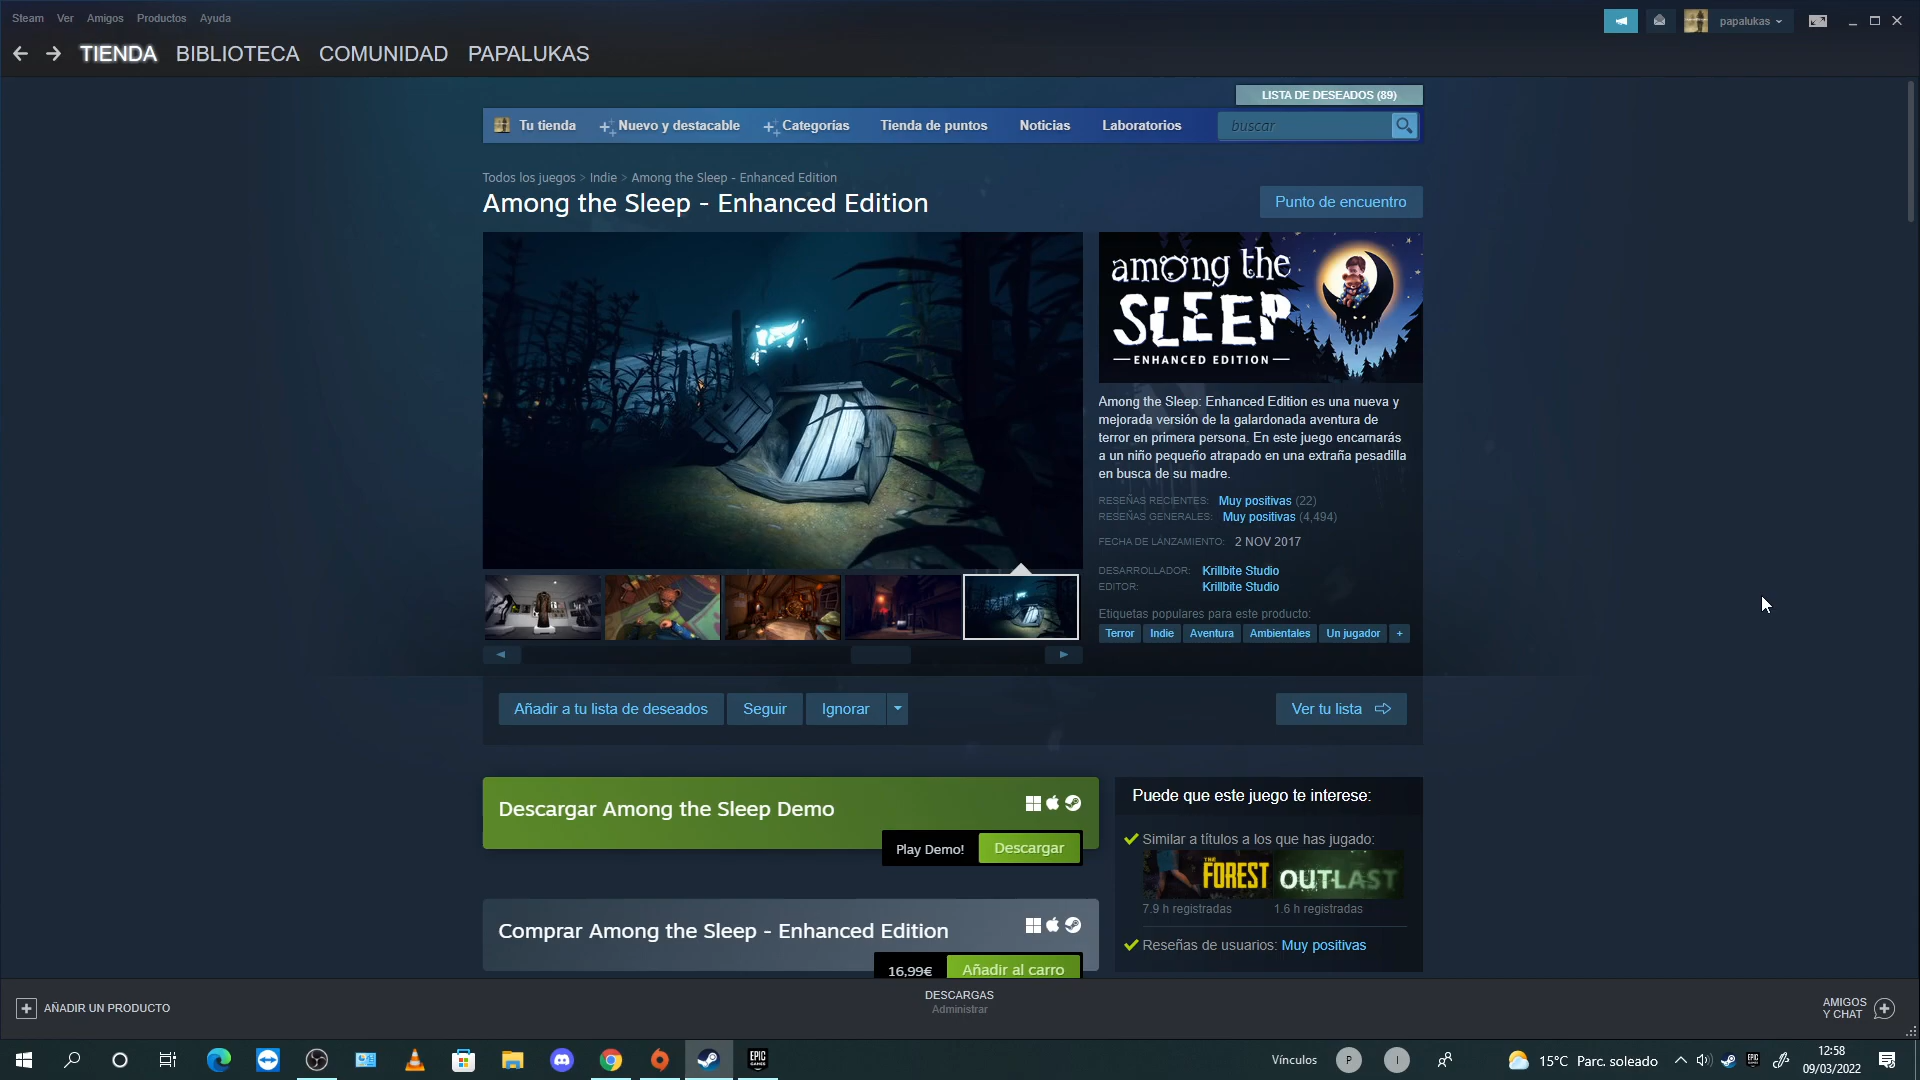 Steam Ver Amigos Productos Ayuda
papalukas
TIENDA BIBLIOTECA COMUNIDAD PAPALUKAS
LISTA DE DESEADOS (89)
Tu tienda Nuevo y destacable Categorías Tienda de puntos Noticias Laboratorios buscar
Todos los juegos > Indie > Among the Sleep - Enhanced Edition
Among the Sleep - Enhanced Edition
Punto de encuentro
among the
SLEEP
ENHANCED EDITION
Among the Sleep: Enhanced Edition es una nueva y
mejorada versión de la galardonada aventura de
terror en primera persona. En este juego encarnarás
a un niño pequeño atrapado en una extraña pesadilla
en busca de su madre.
RESEÑAS RECIENTES: Muy positivas (22)
RESEÑAS GENERALES: Muy positivas (4,494)
FECHA DE LANZAMIENTO: 2 NOV 2017
DESARROLLADOR: Krillbite Studio
EDITOR: Krillbite Studio
Etiquetas populares para este producto:
Terror Indie Aventura Ambientales Un jugador +
Añadir a tu lista de deseados Seguir Ignorar Ver tu lista
Descargar Among the Sleep Demo
Play Demo! Descargar
Comprar Among the Sleep - Enhanced Edition
16,99€ Añadir al carro
Puede que este juego te interese:
Similar a títulos a los que has jugado:
THE FOREST OUTLAST
7.9 h registradas 1.6 h registradas
Reseñas de usuarios: Muy positivas
AÑADIR UN PRODUCTO
DESCARGAS
Administrar
AMIGOS
Y CHAT
EPIC GAMES
Vínculos P I
15°C Parc. soleado
12:58
09/03/2022